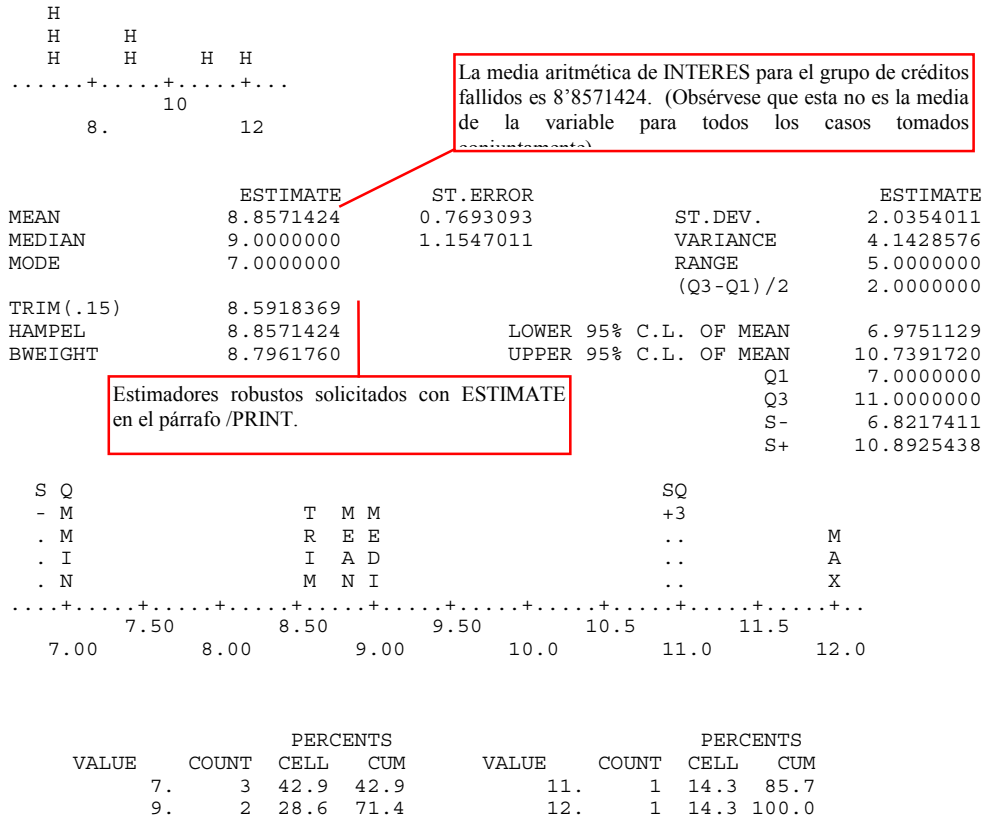 H
H H
H H H H
......+.....+.....+...
10
8. 12
La media aritmética de INTERES para el grupo de créditos
fallidos es 8’8571424. (Obsérvese que esta no es la media
de la variable para todos los casos tomados
conjuntamente)
ESTIMATE ST.ERROR ESTIMATE
MEAN 8.8571424 0.7693093 ST.DEV. 2.0354011
MEDIAN 9.0000000 1.1547011 VARIANCE 4.1428576
MODE 7.0000000 RANGE 5.0000000
(Q3-Q1)/2 2.0000000
TRIM(.15) 8.5918369
HAMPEL 8.8571424 LOWER 95% C.L. OF MEAN 6.9751129
BWEIGHT 8.7961760 UPPER 95% C.L. OF MEAN 10.7391720
Q1 7.0000000
Estimadores robustos solicitados con ESTIMATE
en el párrafo /PRINT.
Q3 11.0000000
S- 6.8217411
S+ 10.8925438
S Q SQ
- M T M M +3
. M R E E .. M
. I I A D .. A
. N M N I .. X
....+.....+.....+.....+.....+.....+.....+.....+.....+.....+.....+..
7.50 8.50 9.50 10.5 11.5
7.00 8.00 9.00 10.0 11.0 12.0
PERCENTS PERCENTS
VALUE COUNT CELL CUM VALUE COUNT CELL CUM
7. 3 42.9 42.9 11. 1 14.3 85.7
9. 2 28.6 71.4 12. 1 14.3 100.0